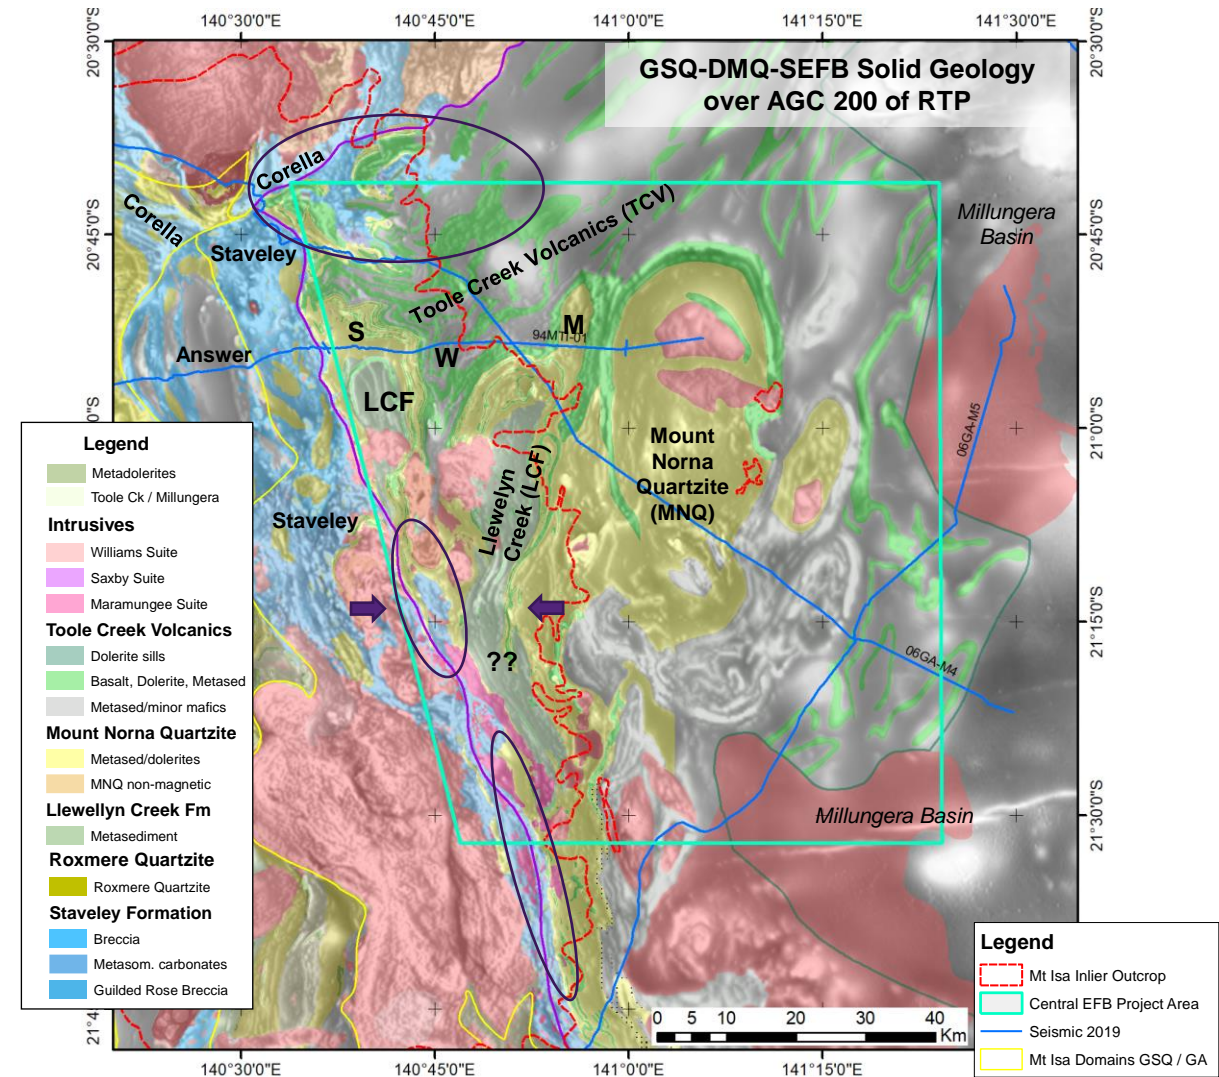 140°30'0"E
140°45'0"E
141°0'0"E
141°15'0"E
141°30'0"E
20°30'0"S
20°30'0"S
GSQ-DMQ-SEFB Solid Geology
over AGC 200 of RTP
Corella
Corella
Staveley
Toole Creek Volcanics (TCV)
Millungera
Basin
20°45'0"S
20°45'0"S
S
M
94MTI-01
W
Answer
LCF
0"S
21°0'0"S
06GA-M5
Mount
Norna
Quartzite
(MNQ)
Llewelyn
Creek (LCF)
Staveley
??
21°15'0"S
06GA-M4
Millungera Basin
21°30'0"S
21°4
Legend
Metadolerites
Toole Ck / Millungera
Intrusives
Williams Suite
Saxby Suite
Maramungee Suite
Toole Creek Volcanics
Dolerite sills
Basalt, Dolerite, Metased
Metased/minor mafics
Mount Norna Quartzite
Metased/dolerites
MNQ non-magnetic
Llewellyn Creek Fm
Metasediment
Roxmere Quartzite
Roxmere Quartzite
Staveley Formation
Breccia
Metasom. carbonates
Guilded Rose Breccia
Legend
Mt Isa Inlier Outcrop
Central EFB Project Area
Seismic 2019
Mt Isa Domains GSQ / GA
0 5 10 20 30 40
Km
140°30'0"E
140°45'0"E
141°0'0"E
141°15'0"E